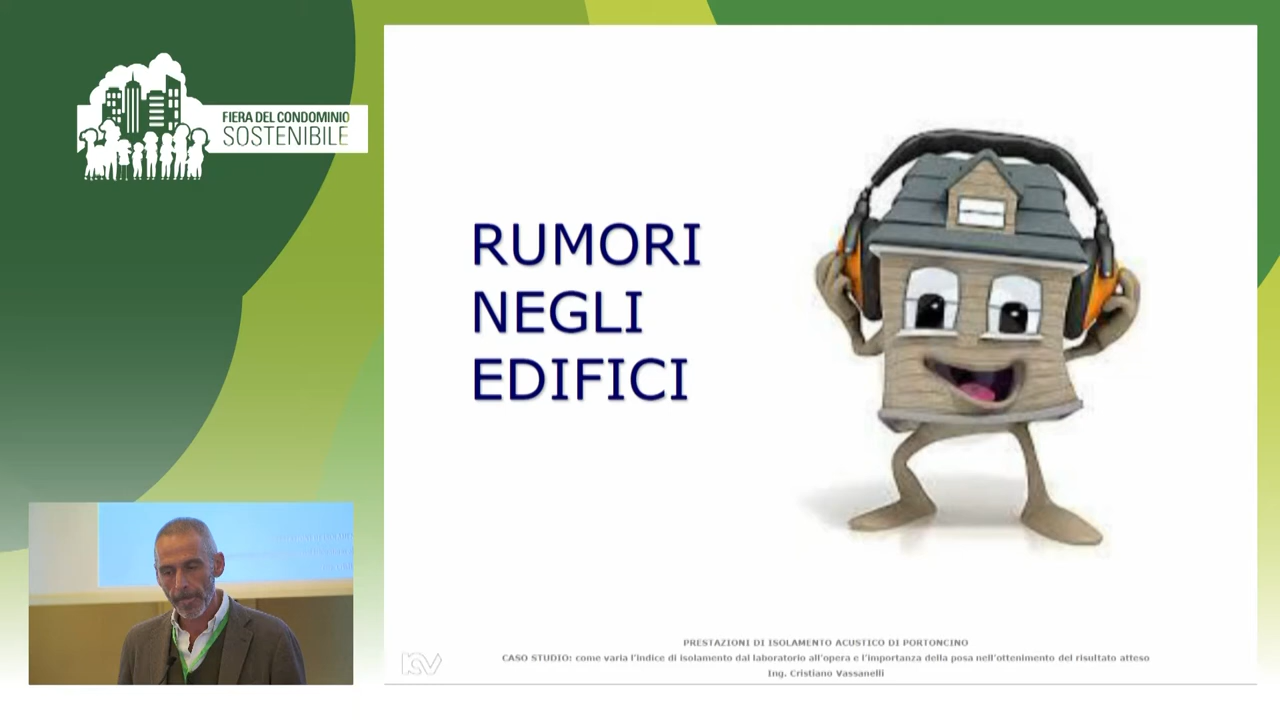 FIERA DEL CONDOMINIO
SOSTENIBILE
RUMORI
NEGLI
EDIFICI
PRESTAZIONI DI ISOLAMENTO ACUSTICO DI PORTONCINO
CASO STUDIO: come varia l'indice di isolamento dal laboratorio all'opera e l'importanza della posa nell'ottenimento del risultato atteso
Ing. Cristiano Vassanelli